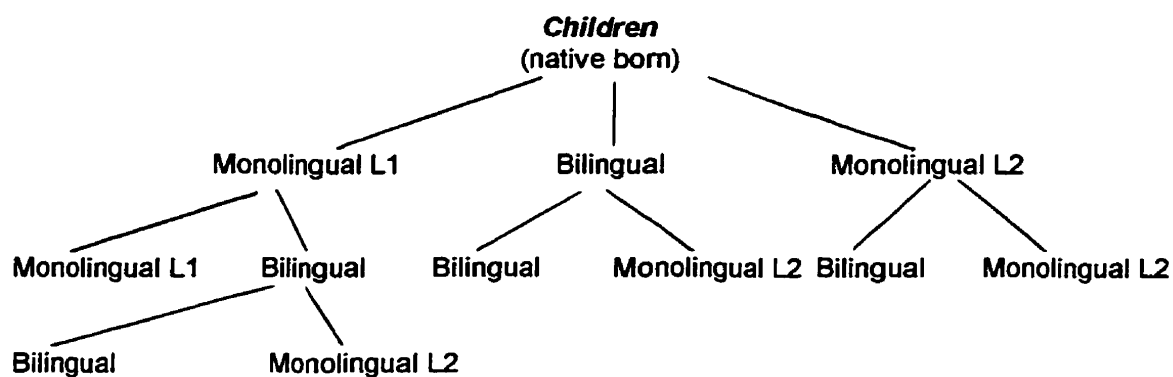 Children
(native born)
Monolingual L1 Bilingual Monolingual L2
Monolingual L1 Bilingual Bilingual Monolingual L2 Bilingual Monolingual L2
Bilingual Monolingual L2